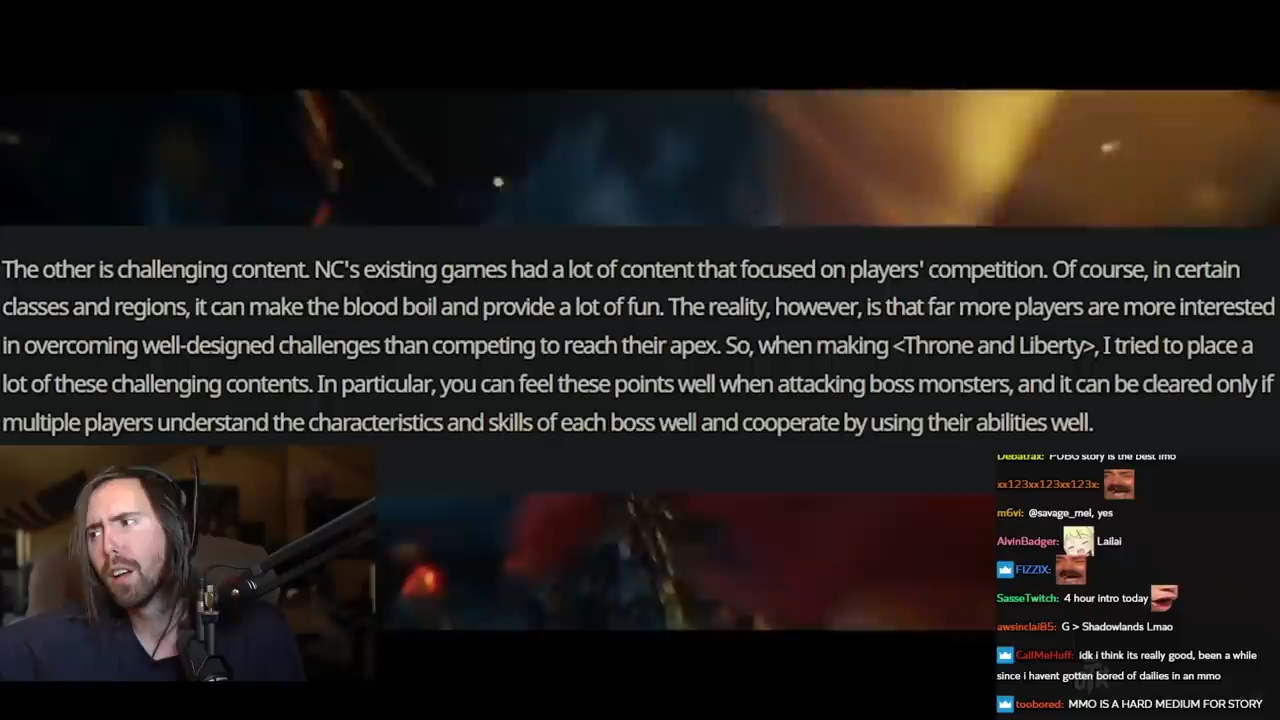 The other is challenging content. NC's existing games had a lot of content that focused on players' competition. Of course, in certain
classes and regions, it can make the blood boil and provide a lot of fun. The reality, however, is that far more players are more interested
in overcoming well-designed challenges than competing to reach their apex. So, when making <Throne and Liberty>, I tried to place a
lot of these challenging contents. In particular, you can feel these points well when attacking boss monsters, and it can be cleared only if
multiple players understand the characteristics and skills of each boss well and cooperate by using their abilities well.
Debatrax: PUBG story is the best imo
xx123xx123xx123x:
m6vi: @savage_mel, yes
AlvinBadger: Lailai
FIZZIX:
SasseTwitch: 4 hour intro today
awsinclai85: G > Shadowlands Lmao
CallMeHuff: idk i think its really good, been a while
since i havent gotten bored of dailies in an mmo
toobored: MMO IS A HARD MEDIUM FOR STORY